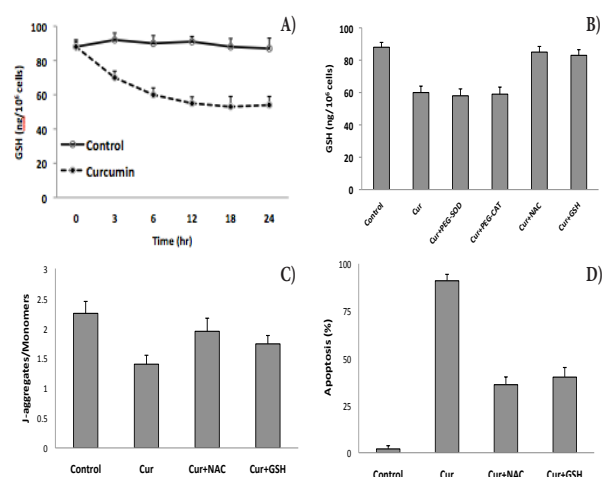 A)
GSH (ng/10⁶ cells)
100
80
60
40
20
0
Control
Curcumin
0 3 6 12 18 24
Time (hr)
B)
GSH (ng/10⁶ cells)
100
80
60
40
20
0
Control Cur Cur+PEG-SOD Cur+PEG-CAT Cur+NAC Cur+GSH
C)
J-aggregates/Monomers
3
2.5
2
1.5
1
0.5
0
Control Cur Cur+NAC Cur+GSH
D)
Apoptosis (%)
100
75
50
25
0
Control Cur Cur+NAC Cur+GSH